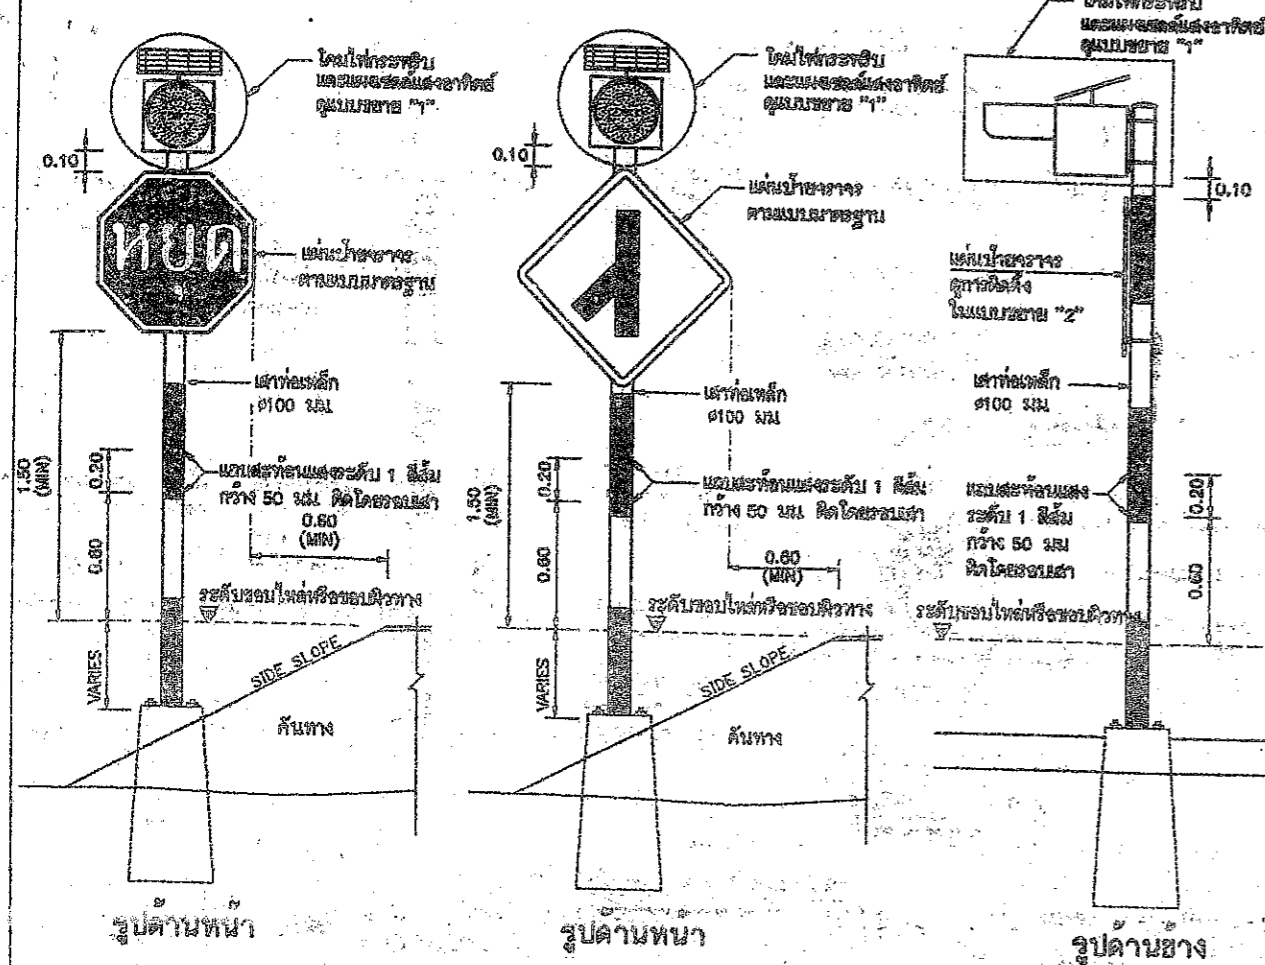 โคมไฟกระพริบ
และแผงเซลล์แสงอาทิตย์
ดูแบบขยาย "1"
0.10
หยุด
แผ่นป้ายจราจร
ตามแบบมาตรฐาน
เสาท่อเหล็ก
ø100 มม
1.50
(MIN)
0.20
แถบสะท้อนแสงระดับ 1 สีส้ม
กว้าง 50 มม. ติดโดยรอบเสา
0.60
(MIN)
0.60
ระดับขอบไหล่หรือขอบผิวทาง
VARIES
SIDE SLOPE
คันทาง
รูปด้านหน้า
โคมไฟกระพริบ
และแผงเซลล์แสงอาทิตย์
ดูแบบขยาย "1"
0.10
แผ่นป้ายจราจร
ตามแบบมาตรฐาน
เสาท่อเหล็ก
ø100 มม
1.50
(MIN)
0.20
แถบสะท้อนแสงระดับ 1 สีส้ม
กว้าง 50 มม. ติดโดยรอบเสา
0.60
0.60
(MIN)
ระดับขอบไหล่หรือขอบผิวทาง
VARIES
SIDE SLOPE
คันทาง
รูปด้านหน้า
โคมไฟกระพริบ
และแผงเซลล์แสงอาทิตย์
ดูแบบขยาย "1"
0.10
แผ่นป้ายจราจร
ดูการติดตั้ง
ในแบบขยาย "2"
เสาท่อเหล็ก
ø100 มม
แถบสะท้อนแสง
ระดับ 1 สีส้ม
กว้าง 50 มม
ติดโดยรอบเสา
0.20
0.60
ระดับขอบไหล่หรือขอบผิวทาง
รูปด้านข้าง